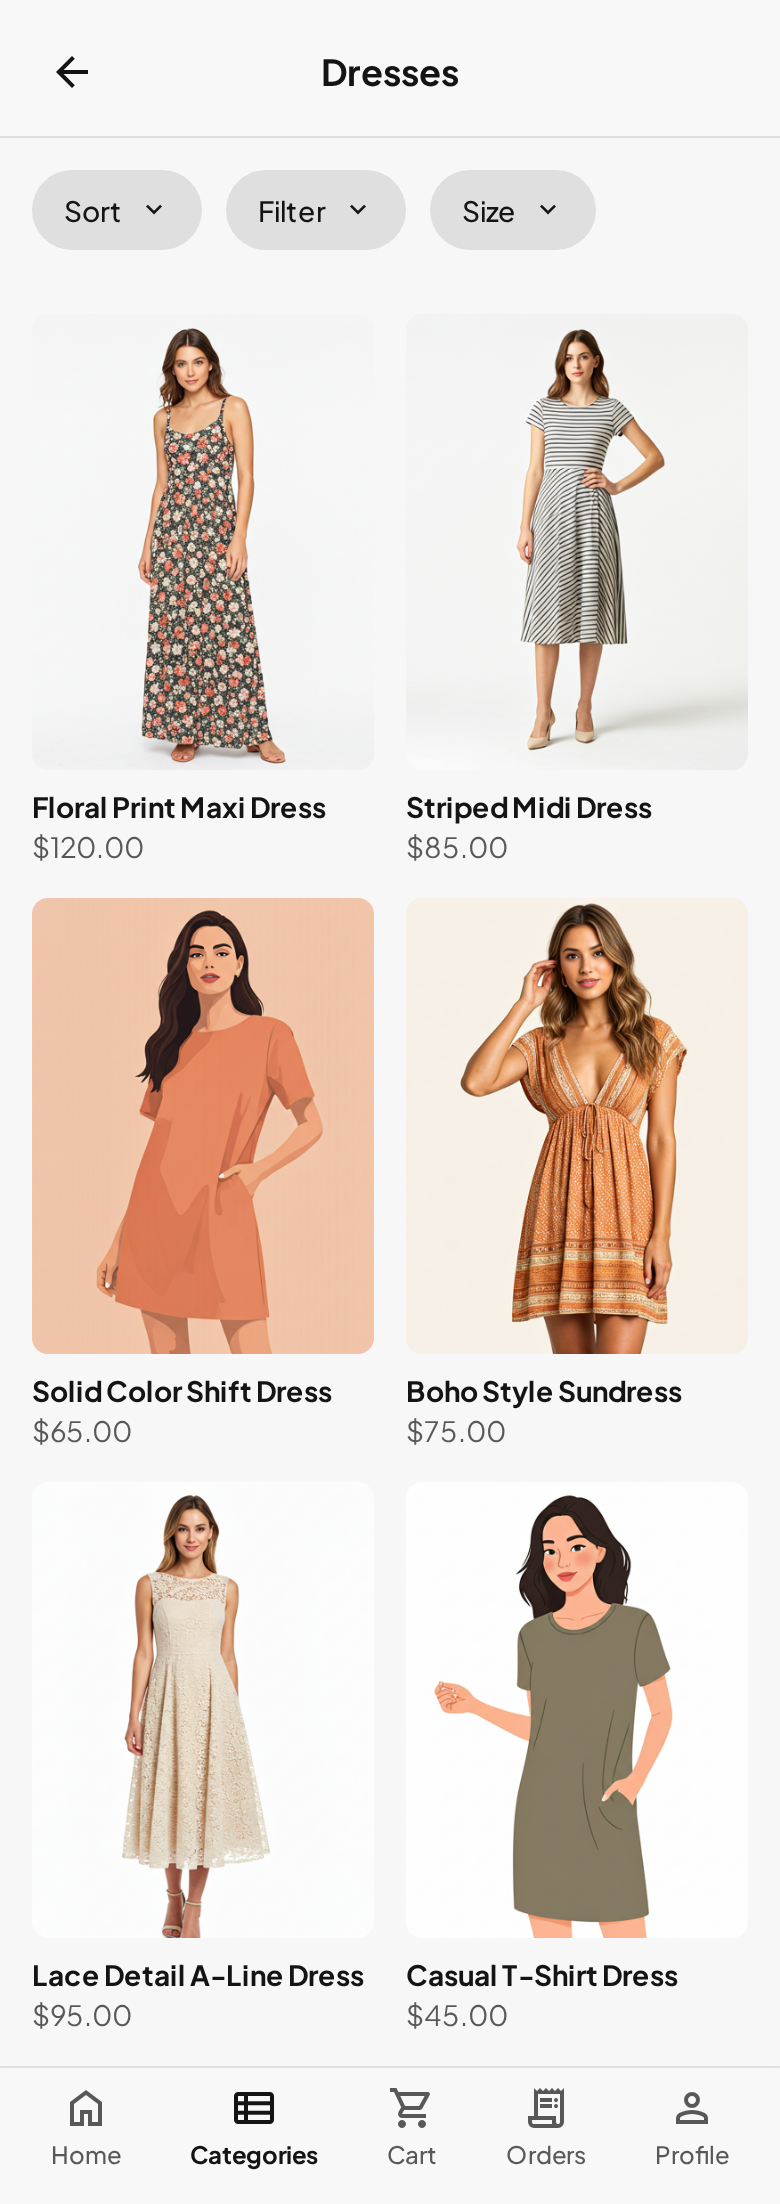 Dresses
Sort
Filter
Size
Floral Print Maxi Dress
$120.00
Striped Midi Dress
$85.00
Solid Color Shift Dress
$65.00
Boho Style Sundress
$75.00
Lace Detail A-Line Dress
$95.00
Casual T-Shirt Dress
$45.00
Home
Categories
Cart
Orders
Profile